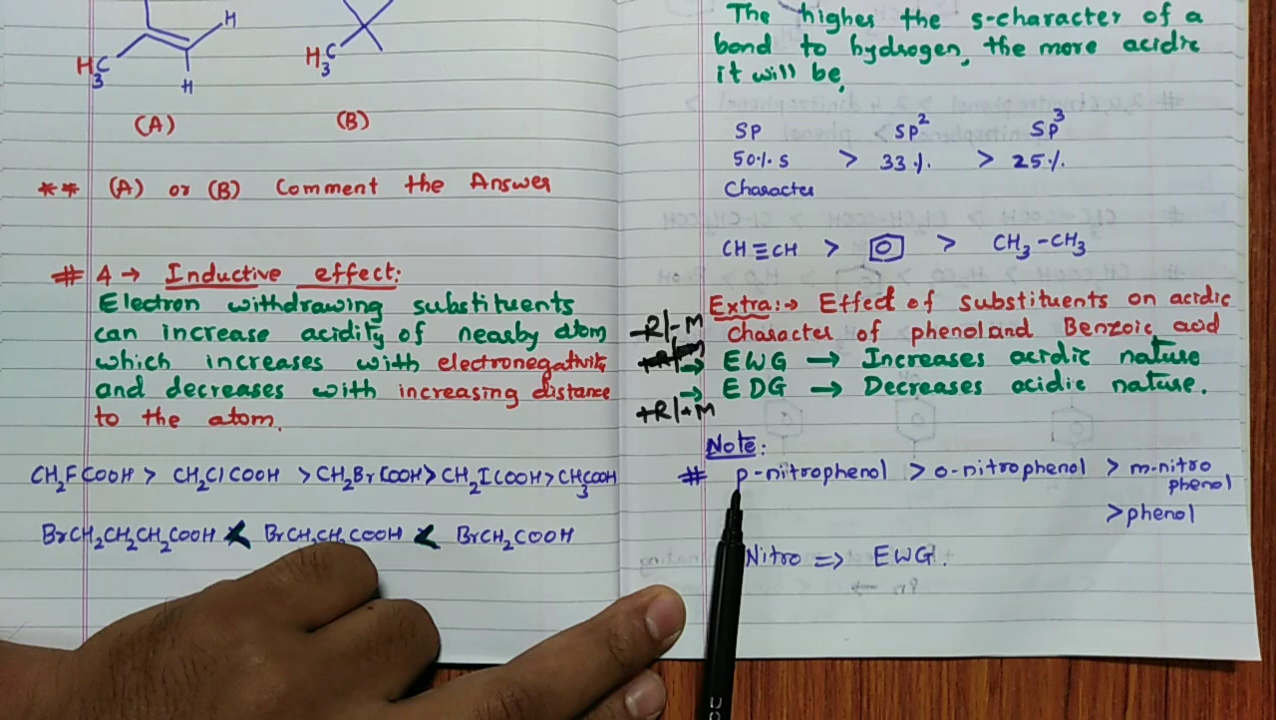 H
H₃C
H
(A)
H₃C
(B)
** (A) or (B) Comment the Answer
# 4 → Inductive effect:
Electron withdrawing substituents
can increase acidity of nearby atom
which increases with electronegativity
and decreases with increasing distance
to the atom.
CH₂FCOOH > CH₂ClCOOH > CH₂BrCOOH > CH₂ICOOH > CH₃COOH
BrCH₂CH₂CH₂COOH < BrCH₂CH₂COOH < BrCH₂COOH
The higher the s-character of a
bond to hydrogen, the more acidic
it will be,
SP SP² SP³
50%. s > 33%. > 25%.
Character
CH≡CH > > CH₃-CH₃
Extra:→ Effect of substituents on acidic
character of phenol and Benzoic acid
-R/-M
→ EWG → Increases acidic nature
→ EDG → Decreases acidic nature.
+R/+M
Note:
# p-nitrophenol > o-nitrophenol > m-nitro
phenol
> phenol
Nitro => EWG.